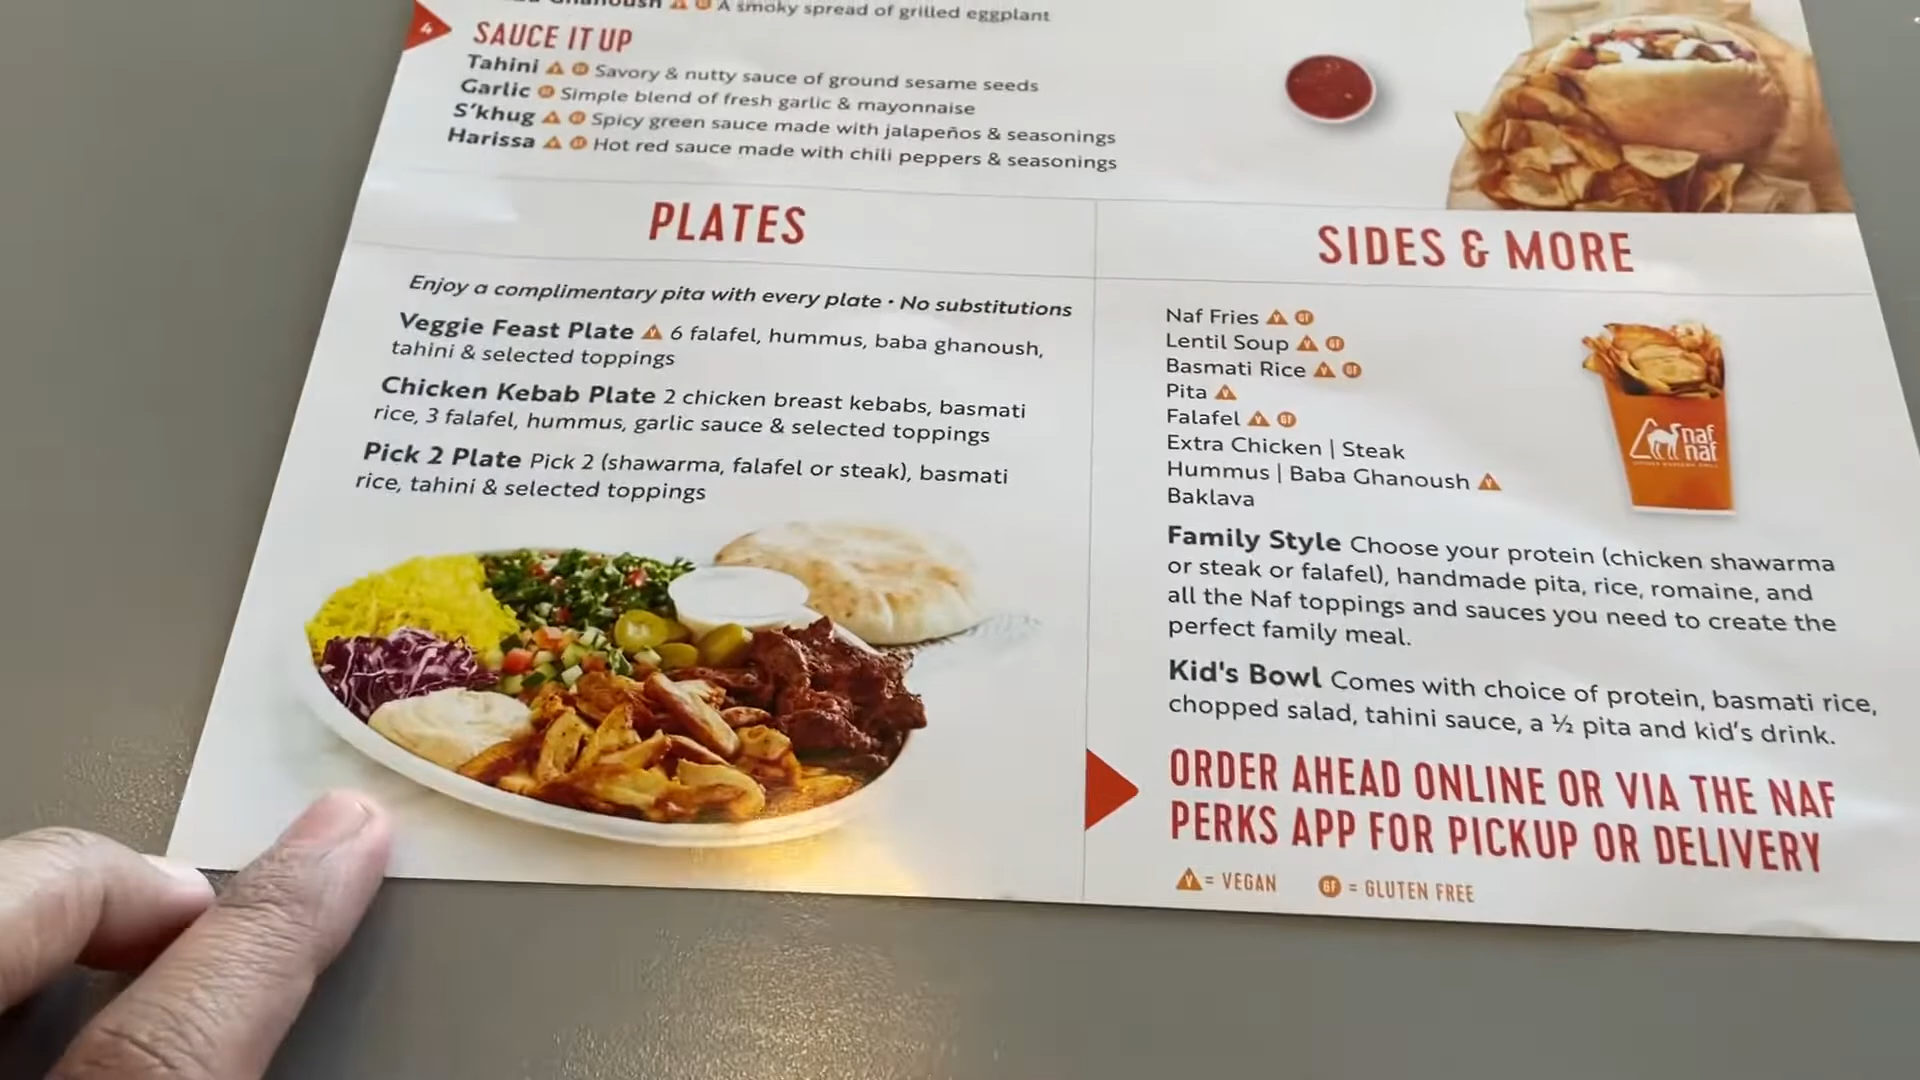 Ghanoush A smoky spread of grilled eggplant
4
SAUCE IT UP
Tahini V GF Savory & nutty sauce of ground sesame seeds
Garlic GF Simple blend of fresh garlic & mayonnaise
S'khug V GF Spicy green sauce made with jalapeños & seasonings
Harissa V GF Hot red sauce made with chili peppers & seasonings
PLATES
Enjoy a complimentary pita with every plate • No substitutions
Veggie Feast Plate V 6 falafel, hummus, baba ghanoush,
tahini & selected toppings
Chicken Kebab Plate 2 chicken breast kebabs, basmati
rice, 3 falafel, hummus, garlic sauce & selected toppings
Pick 2 Plate Pick 2 (shawarma, falafel or steak), basmati
rice, tahini & selected toppings
SIDES & MORE
Naf Fries V GF
Lentil Soup V GF
Basmati Rice V GF
Pita V
Falafel V GF
Extra Chicken | Steak
Hummus | Baba Ghanoush V
Baklava
naf
naf
Family Style Choose your protein (chicken shawarma
or steak or falafel), handmade pita, rice, romaine, and
all the Naf toppings and sauces you need to create the
perfect family meal.
Kid's Bowl Comes with choice of protein, basmati rice,
chopped salad, tahini sauce, a ½ pita and kid's drink.
ORDER AHEAD ONLINE OR VIA THE NAF
PERKS APP FOR PICKUP OR DELIVERY
V = VEGAN GF = GLUTEN FREE